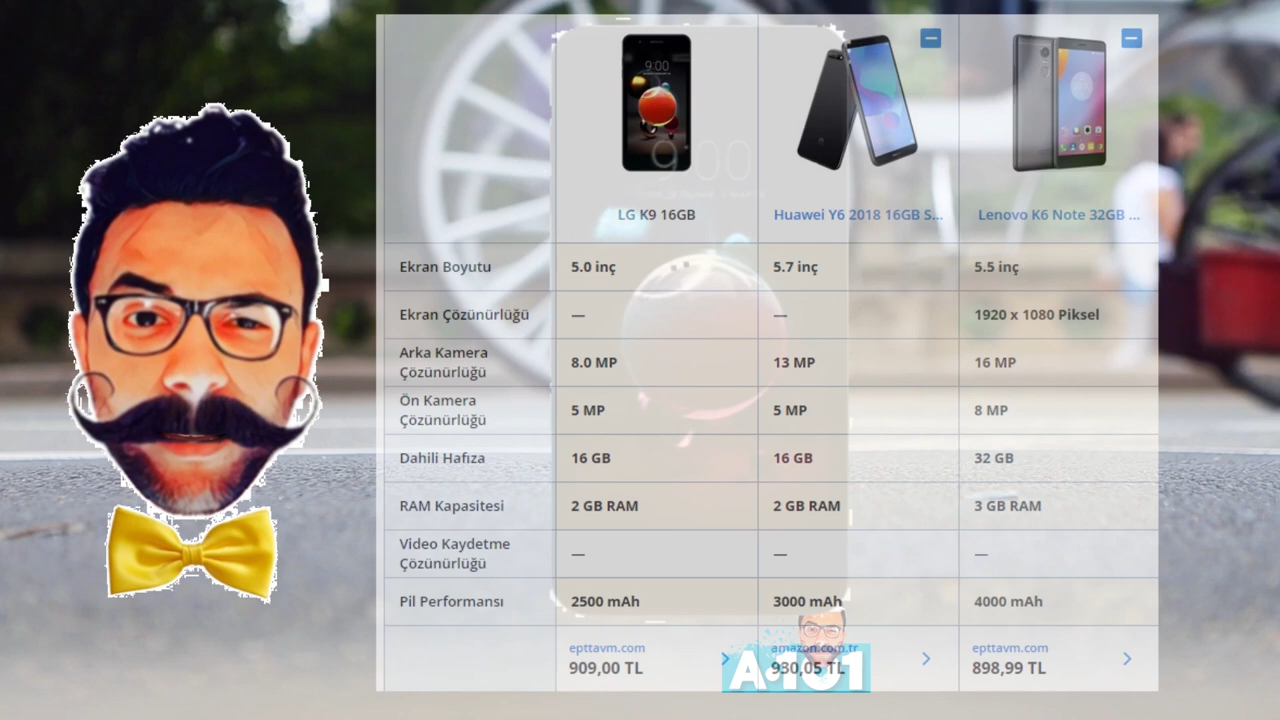 9:00
9:00
LG K9 16GB
Huawei Y6 2018 16GB S...
Lenovo K6 Note 32GB ...
Ekran Boyutu
5.0 inç
5.7 inç
5.5 inç
Ekran Çözünürlüğü
—
—
1920 x 1080 Piksel
Arka Kamera
Çözünürlüğü
8.0 MP
13 MP
16 MP
Ön Kamera
Çözünürlüğü
5 MP
5 MP
8 MP
Dahili Hafıza
16 GB
16 GB
32 GB
RAM Kapasitesi
2 GB RAM
2 GB RAM
3 GB RAM
Video Kaydetme
Çözünürlüğü
—
—
—
Pil Performansı
2500 mAh
3000 mAh
4000 mAh
epttavm.com
909,00 TL
amazon.com.tr
930,05 TL
epttavm.com
898,99 TL
A101